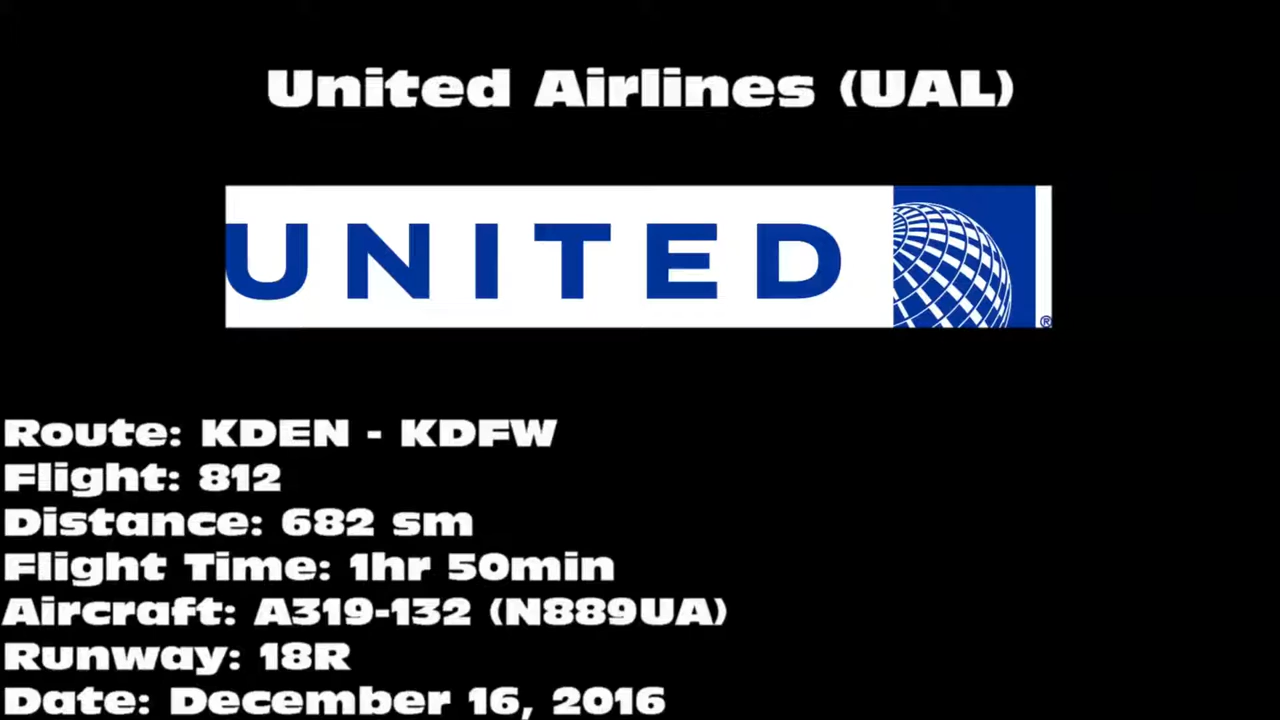 United Airlines (UAL)
UNITED
®
Route: KDEN - KDFW
Flight: 812
Distance: 682 sm
Flight Time: 1hr 50min
Aircraft: A319-132 (N889UA)
Runway: 18R
Date: December 16, 2016